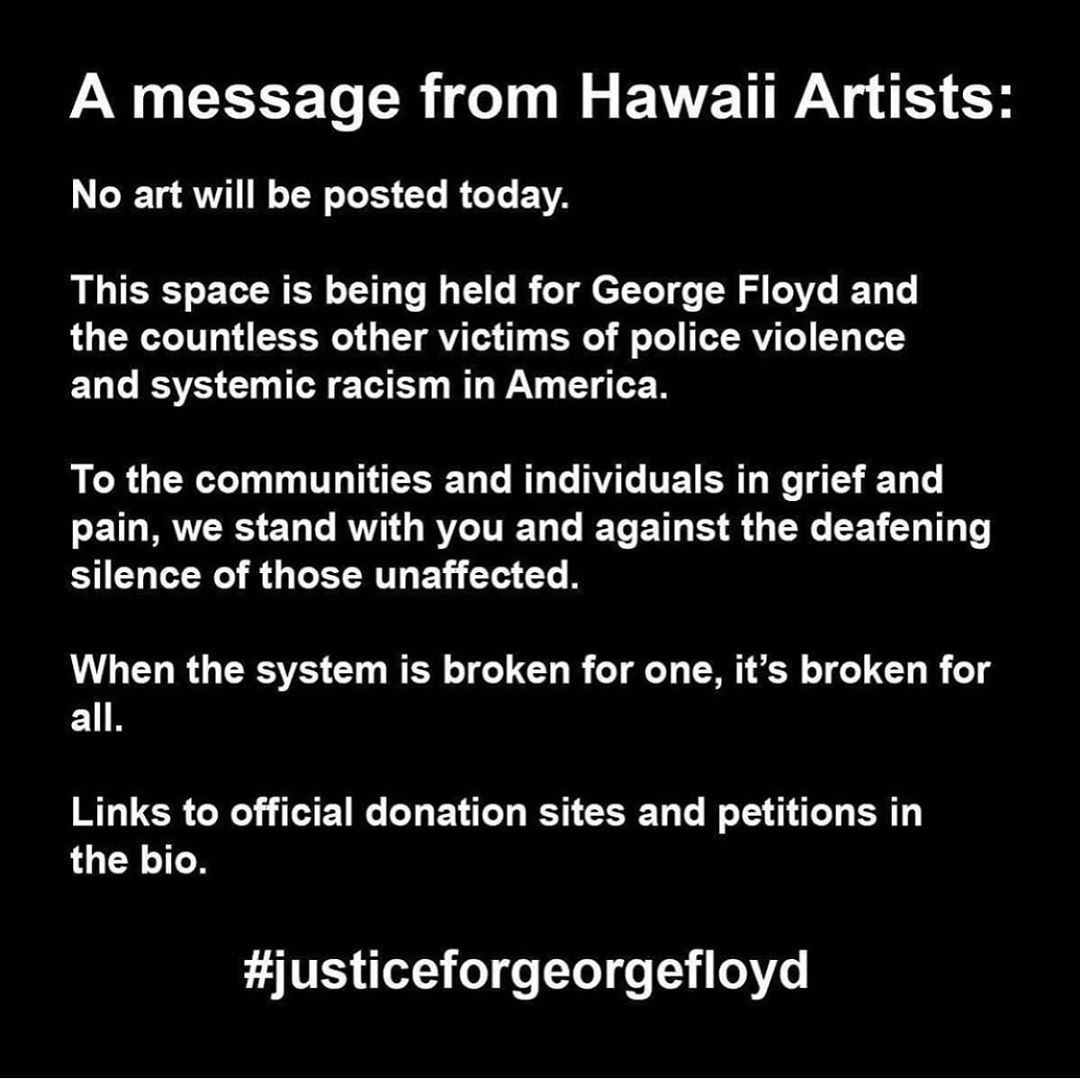 A message from Hawaii Artists:
No art will be posted today.
This space is being held for George Floyd and
the countless other victims of police violence
and systemic racism in America.
To the communities and individuals in grief and
pain, we stand with you and against the deafening
silence of those unaffected.
When the system is broken for one, it’s broken for
all.
Links to official donation sites and petitions in
the bio.
#justiceforgeorgefloyd